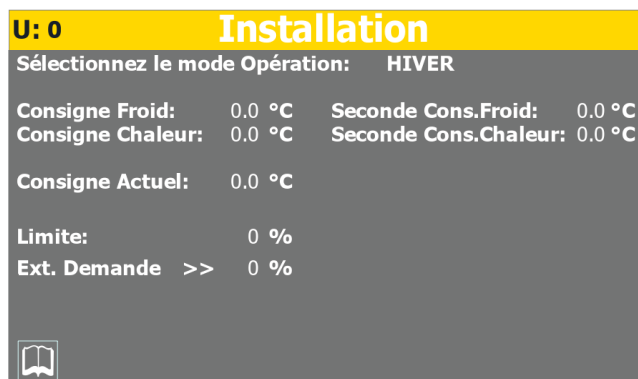 U: 0 Installation
Sélectionnez le mode Opération: HIVER
Consigne Froid: 0.0 °C Seconde Cons.Froid: 0.0 °C
Consigne Chaleur: 0.0 °C Seconde Cons.Chaleur: 0.0 °C
Consigne Actuel: 0.0 °C
Limite: 0 %
Ext. Demande >> 0 %